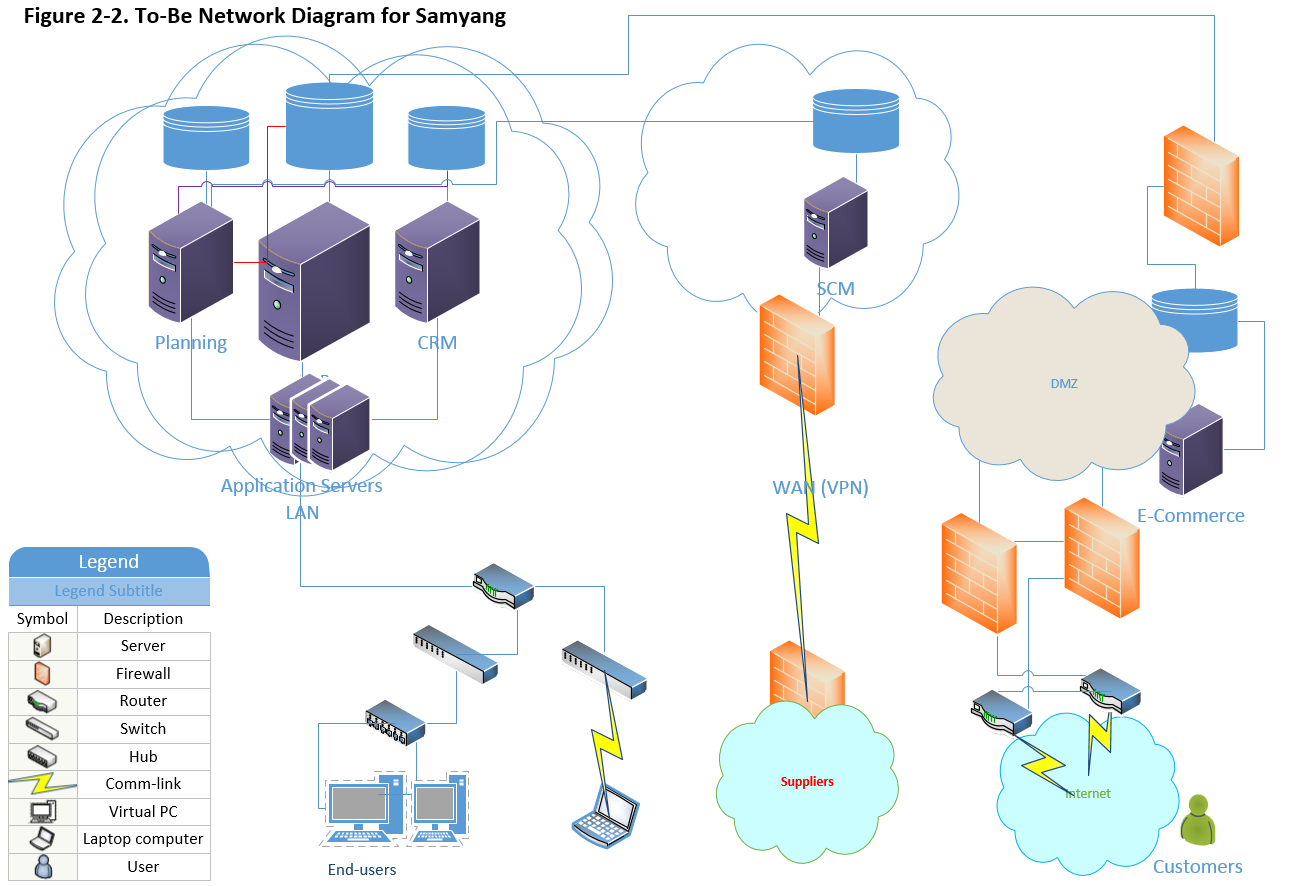 Figure 2-2. To-Be Network Diagram for Samyang
SCM
Planning
CRM
DMZ
Application Servers
WAN (VPN)
LAN
E-Commerce
Legend
Legend Subtitle
Symbol Description
Server
Firewall
Router
Switch
Hub
Comm-link
Virtual PC
Laptop computer
User
Suppliers
Internet
End-users
Customers